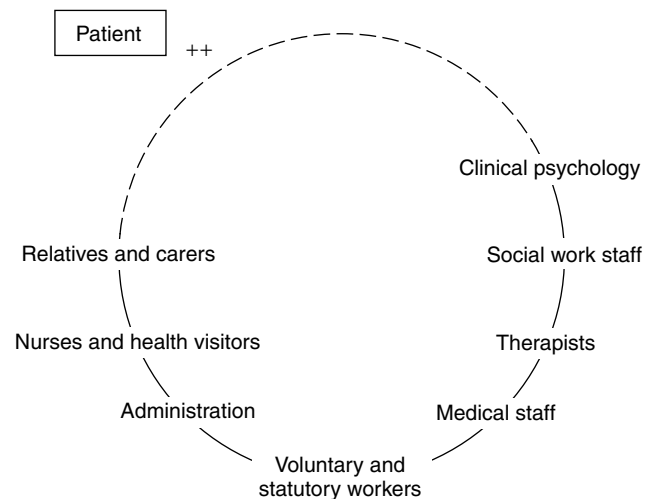 Patient
++
Clinical psychology
Relatives and carers
Social work staff
Nurses and health visitors
Therapists
Administration
Medical staff
Voluntary and
statutory workers